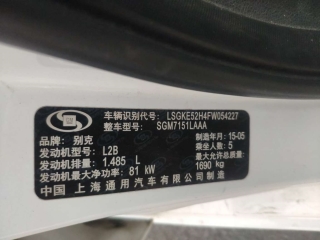 车辆识别代号: LSGKE52H4FW054227
整车型号: SGM7151LAAA
品牌: 别克 制造年月 15-05
发动机型号: L2B 乘坐人数 5
发动机排量: 1.485 L 最大允许总质量
发动机最大净功率: 81 kW 1690 kg
中国 上海通用汽车有限公司